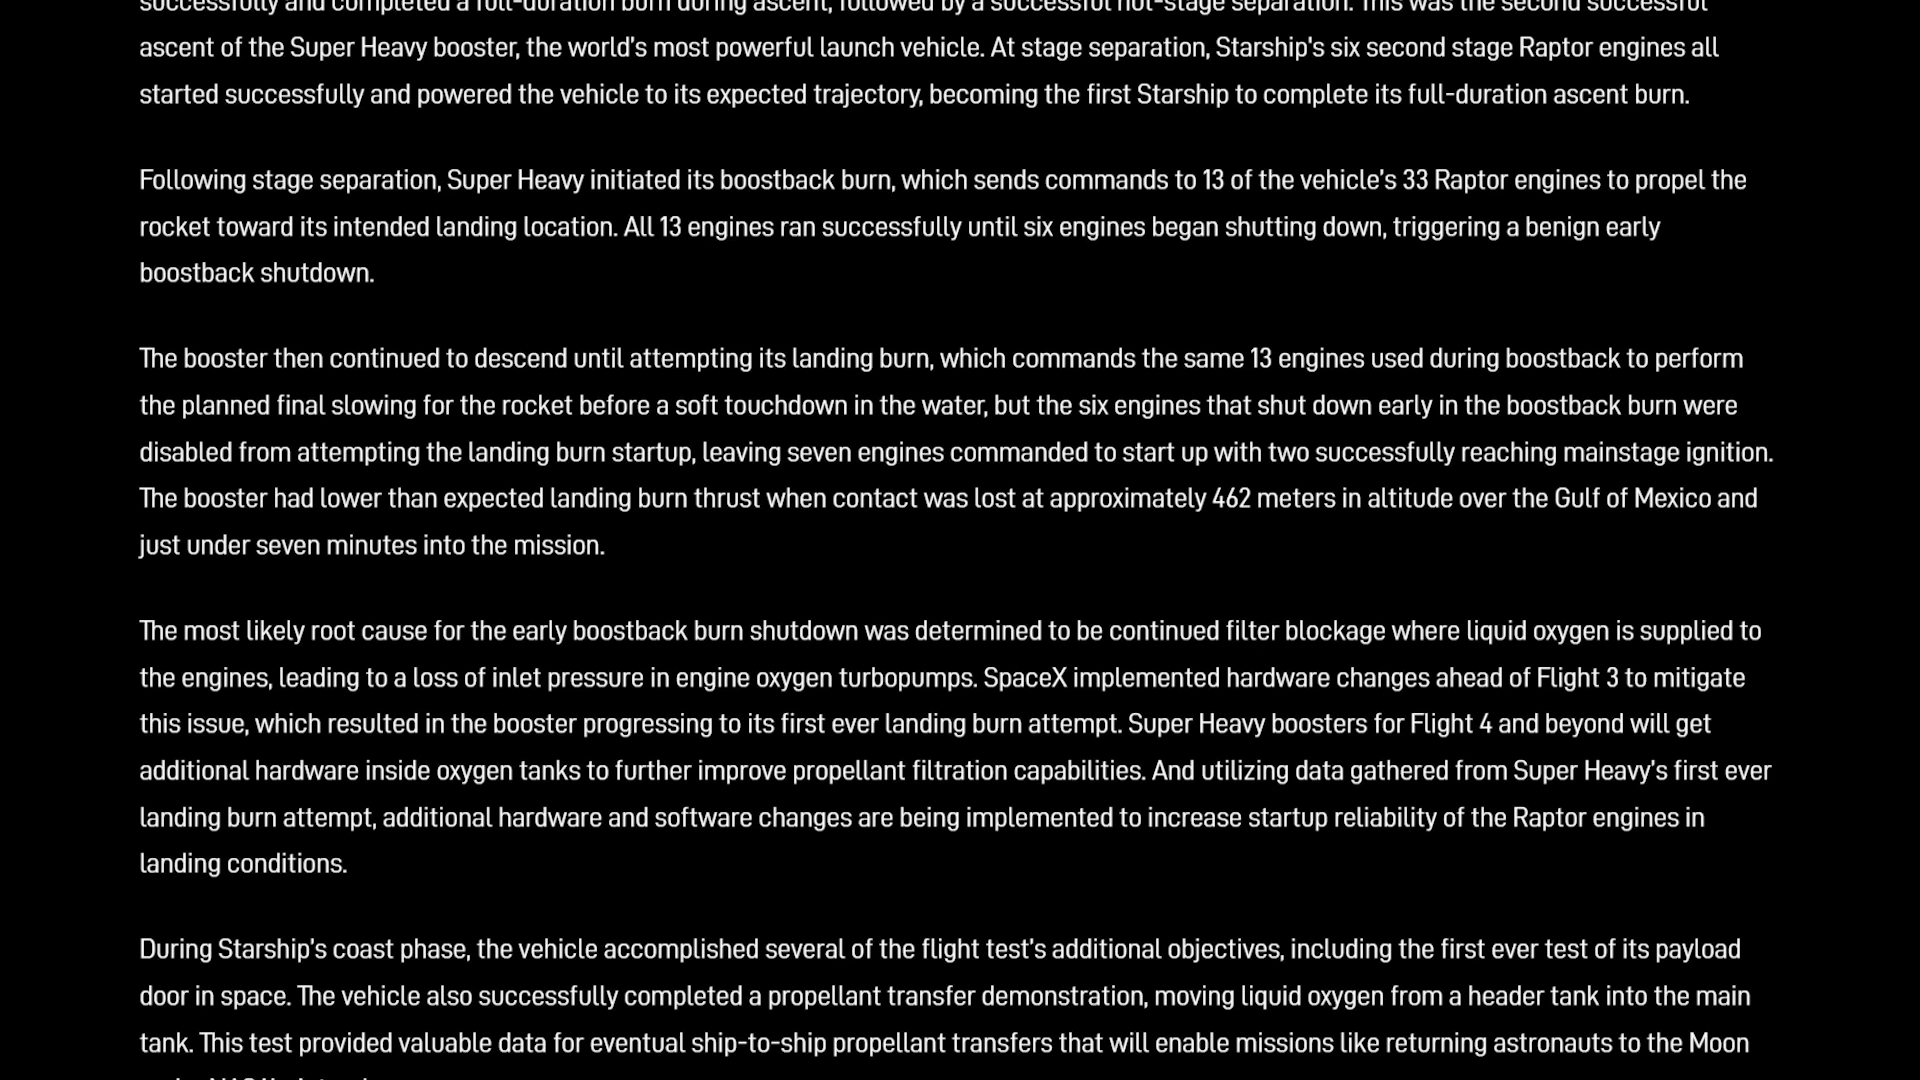 successfully and completed a full-duration burn during ascent, followed by a successful hot-stage separation. This was the second successful
ascent of the Super Heavy booster, the world’s most powerful launch vehicle. At stage separation, Starship's six second stage Raptor engines all
started successfully and powered the vehicle to its expected trajectory, becoming the first Starship to complete its full-duration ascent burn.
Following stage separation, Super Heavy initiated its boostback burn, which sends commands to 13 of the vehicle’s 33 Raptor engines to propel the
rocket toward its intended landing location. All 13 engines ran successfully until six engines began shutting down, triggering a benign early
boostback shutdown.
The booster then continued to descend until attempting its landing burn, which commands the same 13 engines used during boostback to perform
the planned final slowing for the rocket before a soft touchdown in the water, but the six engines that shut down early in the boostback burn were
disabled from attempting the landing burn startup, leaving seven engines commanded to start up with two successfully reaching mainstage ignition.
The booster had lower than expected landing burn thrust when contact was lost at approximately 462 meters in altitude over the Gulf of Mexico and
just under seven minutes into the mission.
The most likely root cause for the early boostback burn shutdown was determined to be continued filter blockage where liquid oxygen is supplied to
the engines, leading to a loss of inlet pressure in engine oxygen turbopumps. SpaceX implemented hardware changes ahead of Flight 3 to mitigate
this issue, which resulted in the booster progressing to its first ever landing burn attempt. Super Heavy boosters for Flight 4 and beyond will get
additional hardware inside oxygen tanks to further improve propellant filtration capabilities. And utilizing data gathered from Super Heavy’s first ever
landing burn attempt, additional hardware and software changes are being implemented to increase startup reliability of the Raptor engines in
landing conditions.
During Starship’s coast phase, the vehicle accomplished several of the flight test’s additional objectives, including the first ever test of its payload
door in space. The vehicle also successfully completed a propellant transfer demonstration, moving liquid oxygen from a header tank into the main
tank. This test provided valuable data for eventual ship-to-ship propellant transfers that will enable missions like returning astronauts to the Moon